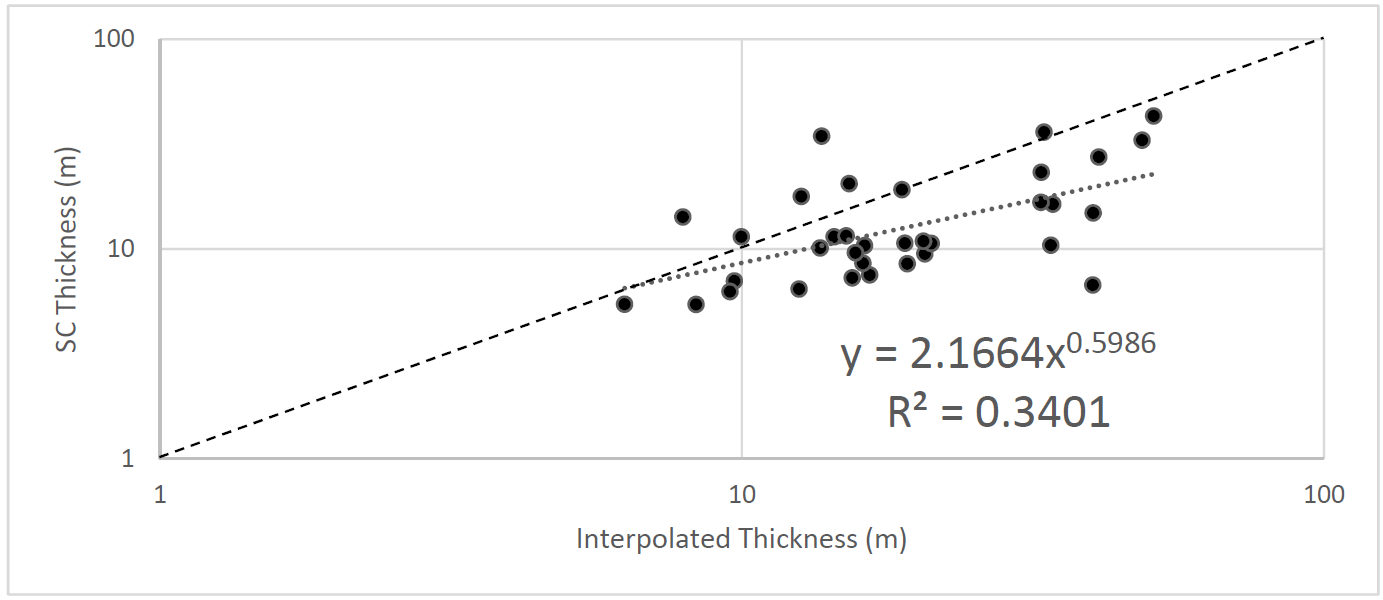 100
10
1
SC Thickness (m)
y = 2.1664x^0.5986
R² = 0.3401
1
10
100
Interpolated Thickness (m)